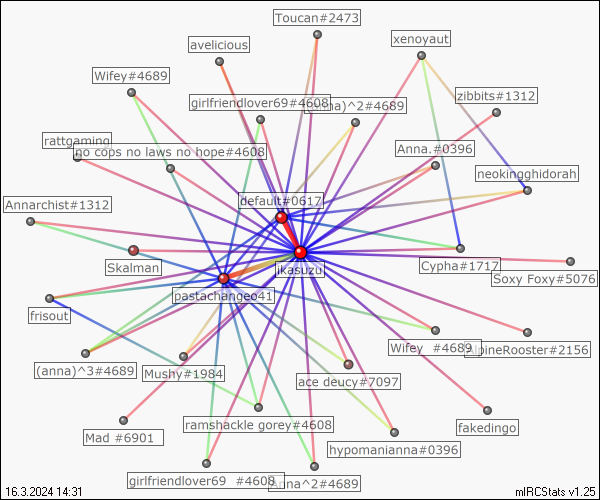 Toucan#2473
avelicious
xenoyaut
Wifey#4689
zibbits#1312
girlfriendlover69#4608
)^2#4689
rattgaming
no cops no laws no hope#4608
Anna.#0396
neokingghidorah
Annarchist#1312
default#0617
Skalman
ikasuzu
Cypha#1717
Soxy Foxy#5076
pastachangeo41
frisout
Wifey  #4689
AlpineRooster#2156
(anna)^3#4689
Mushy#1984
ace deucy#7097
ramshackle gorey#4608
fakedingo
Mad #6901
hypomanianna#0396
girlfriendlover69  #4608
Anna^2#4689
16.3.2024 14:31
mIRCStats v1.25